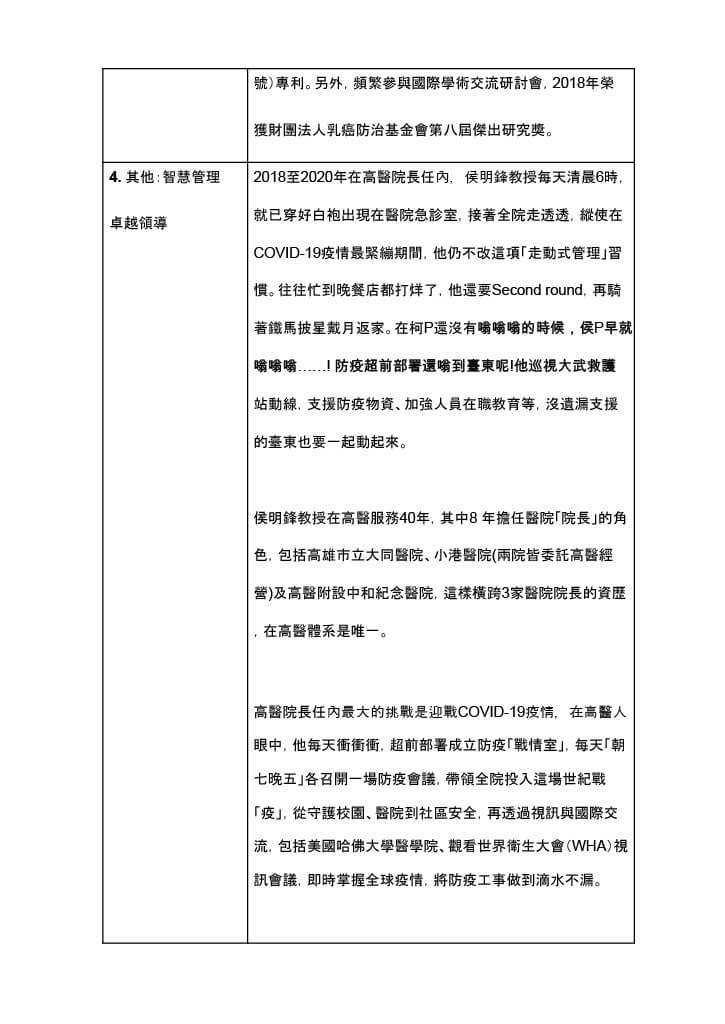 號）專利。另外，頻繁參與國際學術交流研討會，2018年榮
獲財團法人乳癌防治基金會第八屆傑出研究獎。
4. 其他：智慧管理
卓越領導
2018至2020年在高醫院長任內， 侯明鋒教授每天清晨6時，
就已穿好白袍出現在醫院急診室，接著全院走透透，縱使在
COVID-19疫情最緊繃期間，他仍不改這項「走動式管理」習
慣。往往忙到晚餐店都打烊了，他還要Second round，再騎
著鐵馬披星戴月返家。在柯P還沒有嗡嗡嗡的時候，侯P早就
嗡嗡嗡……! 防疫超前部署還嗡到臺東呢!他巡視大武救護
站動線，支援防疫物資、加強人員在職教育等，沒遺漏支援
的臺東也要一起動起來。
侯明鋒教授在高醫服務40年，其中8 年擔任醫院「院長」的角
色，包括高雄市立大同醫院、小港醫院(兩院皆委託高醫經
營)及高醫附設中和紀念醫院，這樣橫跨3家醫院院長的資歷
，在高醫體系是唯一。
高醫院長任內最大的挑戰是迎戰COVID-19疫情， 在高醫人
眼中，他每天衝衝衝，超前部署成立防疫「戰情室」，每天「朝
七晚五」各召開一場防疫會議，帶領全院投入這場世紀戰
「疫」，從守護校園、醫院到社區安全，再透過視訊與國際交
流，包括美國哈佛大學醫學院、觀看世界衛生大會（WHA）視
訊會議，即時掌握全球疫情，將防疫工事做到滴水不漏。